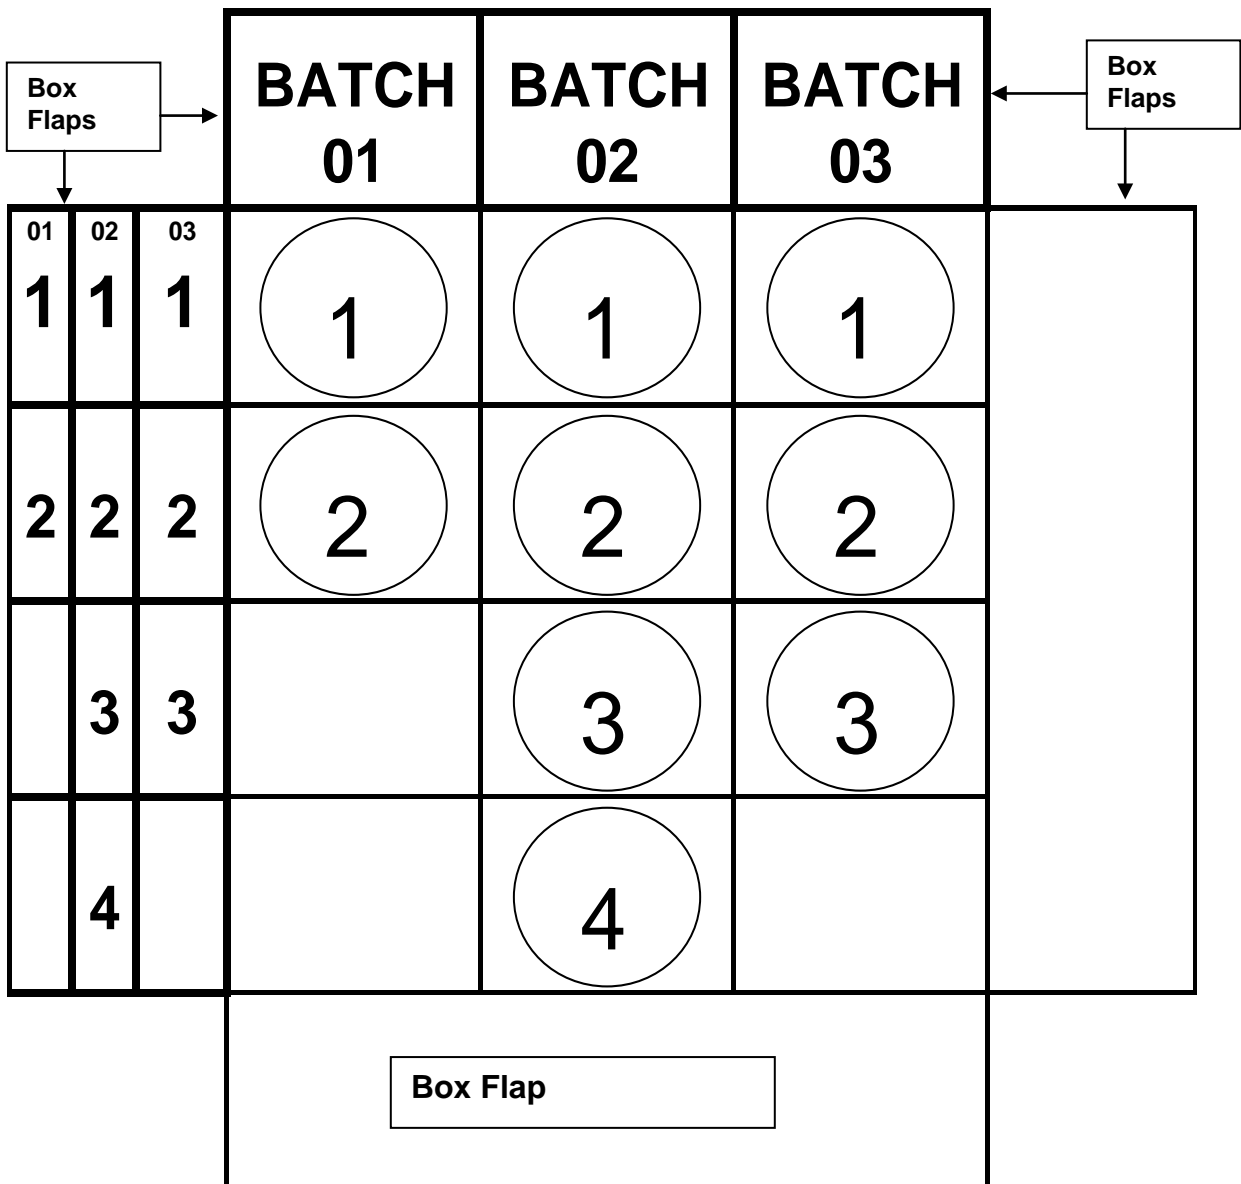 Box
Flaps
BATCH
01
BATCH
02
BATCH
03
Box
Flaps
01 02 03
1 1 1 1 1 1
2 2 2 2 2 2
3 3 3 3
4 4
Box Flap